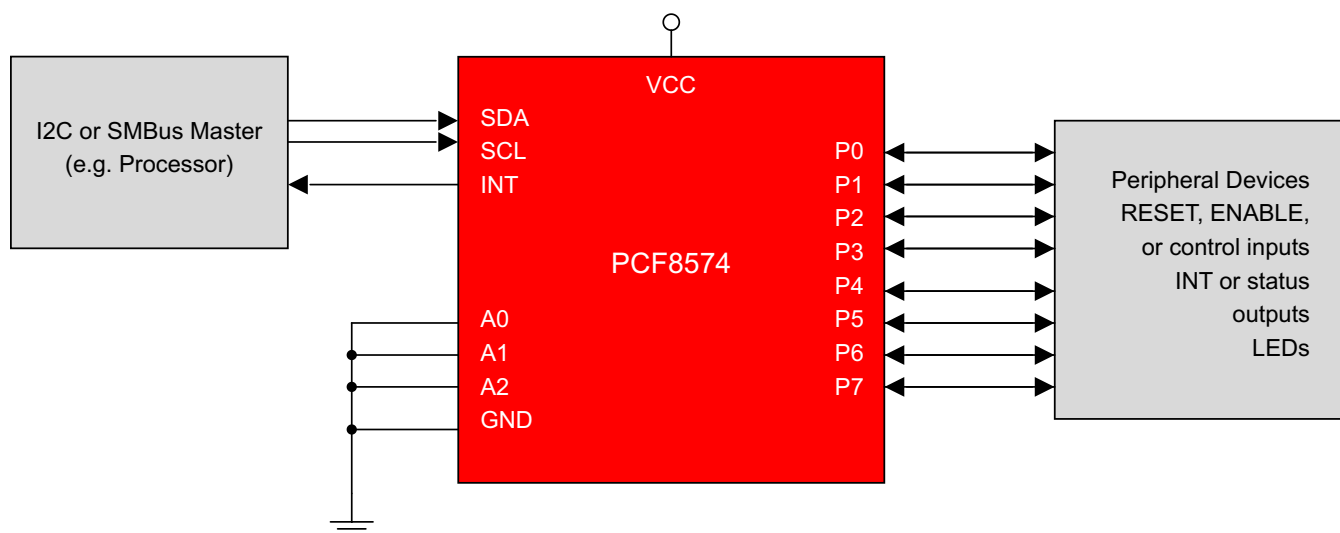 I2C or SMBus Master
(e.g. Processor)
VCC
SDA
SCL
INT
A0
A1
A2
GND
PCF8574
P0
P1
P2
P3
P4
P5
P6
P7
Peripheral Devices
RESET, ENABLE,
or control inputs
INT or status
outputs
LEDs